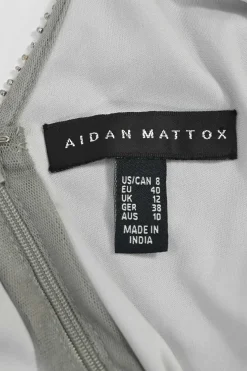 AIDAN MATTOX
US/CAN 8
EU 40
UK 12
GER 38
AUS 10
MADE IN
INDIA